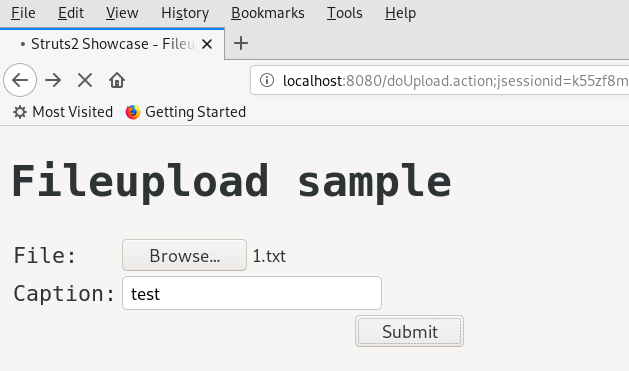 File Edit View History Bookmarks Tools Help
Struts2 Showcase - Fileu
localhost:8080/doUpload.action;jsessionid=k55zf8m
Most Visited Getting Started
Fileupload sample
File: Browse... 1.txt
Caption: test
Submit